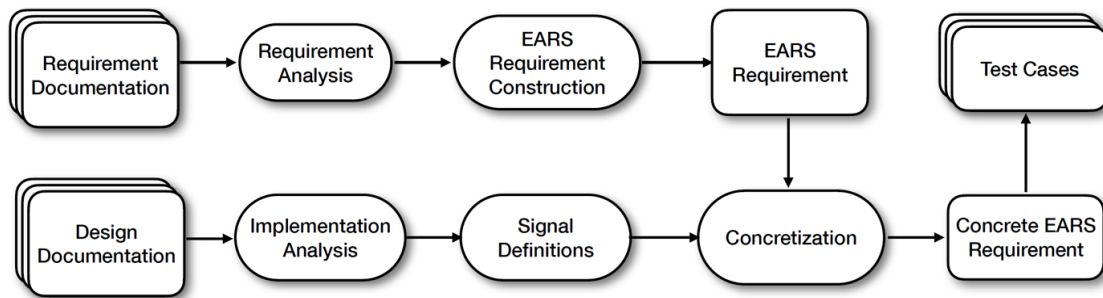 Requirement
Documentation
Requirement
Analysis
EARS
Requirement
Construction
EARS
Requirement
Test Cases
Design
Documentation
Implementation
Analysis
Signal
Definitions
Concretization
Concrete EARS
Requirement